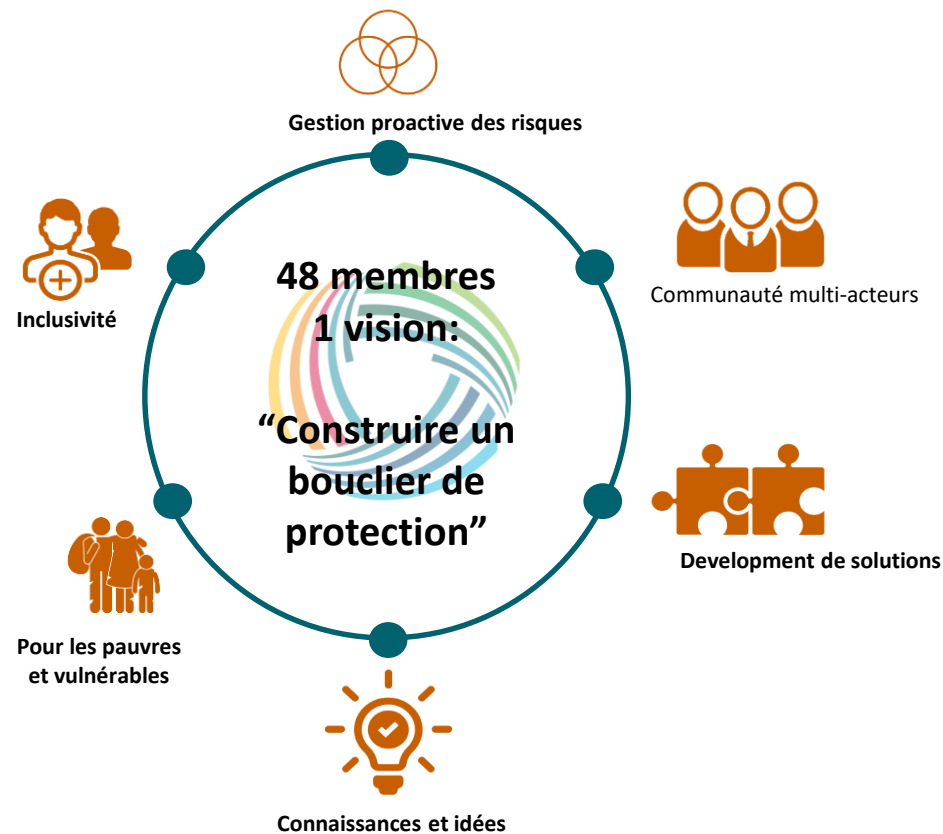 Gestion proactive des risques
Communauté multi-acteurs
Development de solutions
Connaissances et idées
Pour les pauvres
et vulnérables
Inclusivité
48 membres
1 vision:
“Construire un
bouclier de
protection”